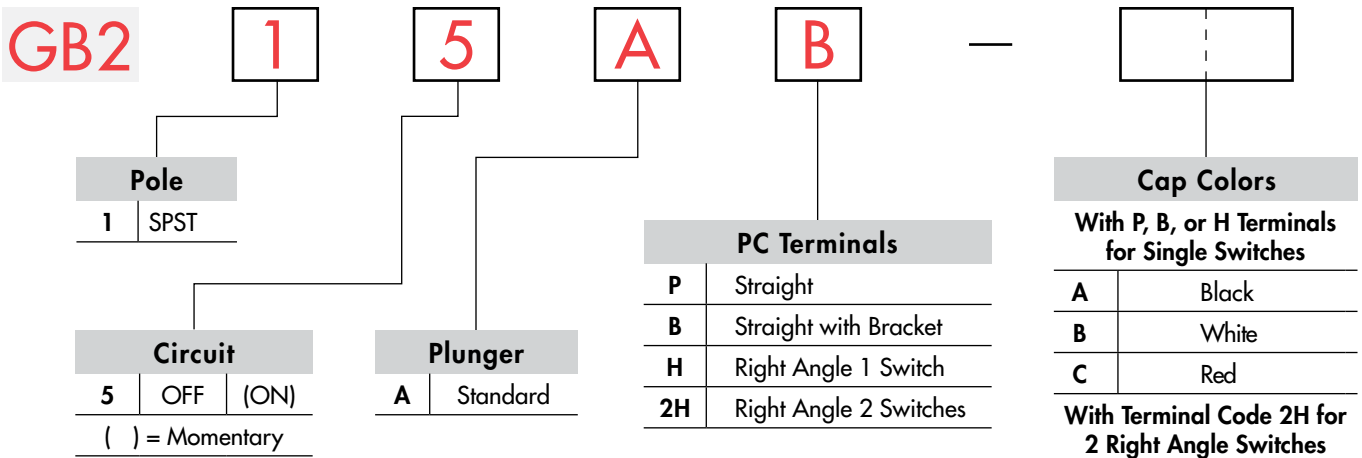 GB2 1 5 A B —
Pole
1 SPST
Circuit
5 OFF (ON)
( ) = Momentary
Plunger
A Standard
PC Terminals
P Straight
B Straight with Bracket
H Right Angle 1 Switch
2H Right Angle 2 Switches
Cap Colors
With P, B, or H Terminals
for Single Switches
A Black
B White
C Red
With Terminal Code 2H for
2 Right Angle Switches